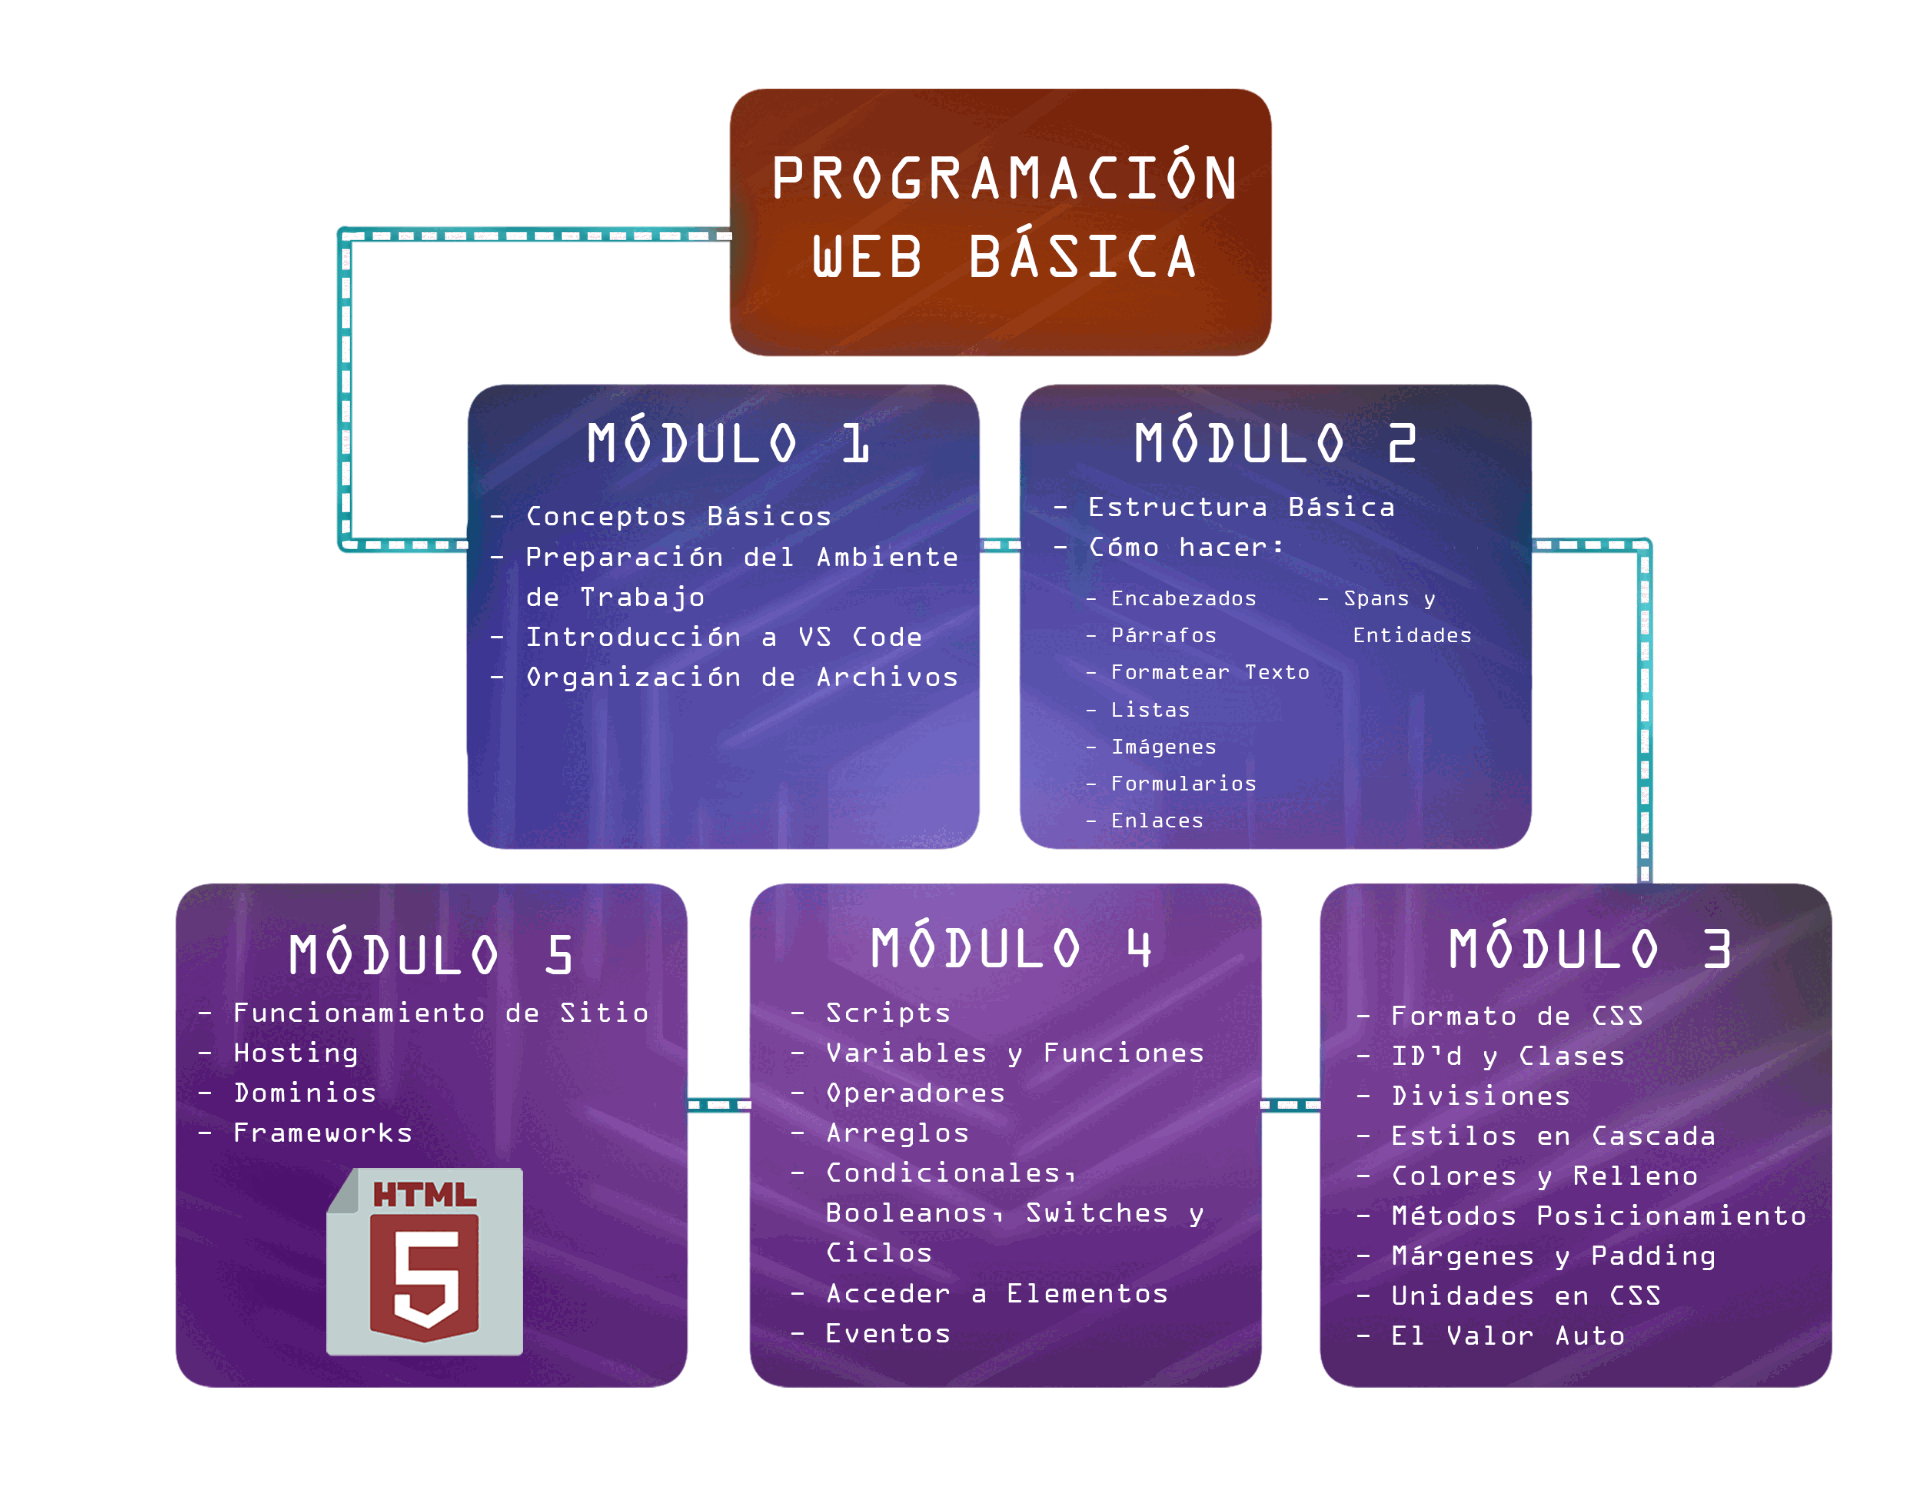 PROGRAMACIÓN
WEB BÁSICA
MÓDULO 1
- Conceptos Básicos
- Preparación del Ambiente
de Trabajo
- Introducción a VS Code
- Organización de Archivos
MÓDULO 2
- Estructura Básica
- Cómo hacer:
- Encabezados
- Párrafos
- Formatear Texto
- Listas
- Imágenes
- Formularios
- Enlaces
- Spans y
Entidades
MÓDULO 3
- Formato de CSS
- ID'd y Clases
- Divisiones
- Estilos en Cascada
- Colores y Relleno
- Métodos Posicionamiento
- Márgenes y Padding
- Unidades en CSS
- El Valor Auto
MÓDULO 4
- Scripts
- Variables y Funciones
- Operadores
- Arreglos
- Condicionales,
Booleanos, Switches y
Ciclos
- Acceder a Elementos
- Eventos
MÓDULO 5
- Funcionamiento de Sitio
- Hosting
- Dominios
- Frameworks
HTML
5